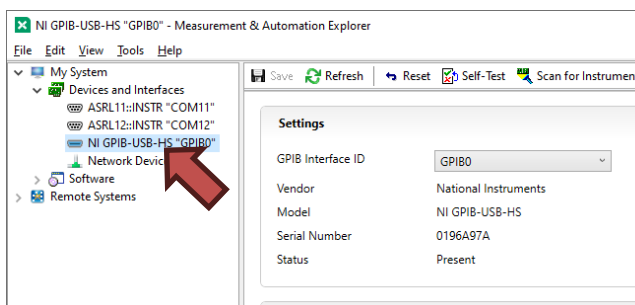 NI GPIB-USB-HS "GPIB0" - Measurement & Automation Explorer
File Edit View Tools Help
My System
Devices and Interfaces
ASRL11::INSTR "COM11"
ASRL12::INSTR "COM12"
NI GPIB-USB-HS "GPIB0"
Network Devic
Software
Remote Systems
Save Refresh Reset Self-Test Scan for Instrumen
Settings
GPIB Interface ID GPIB0
Vendor National Instruments
Model NI GPIB-USB-HS
Serial Number 0196A97A
Status Present